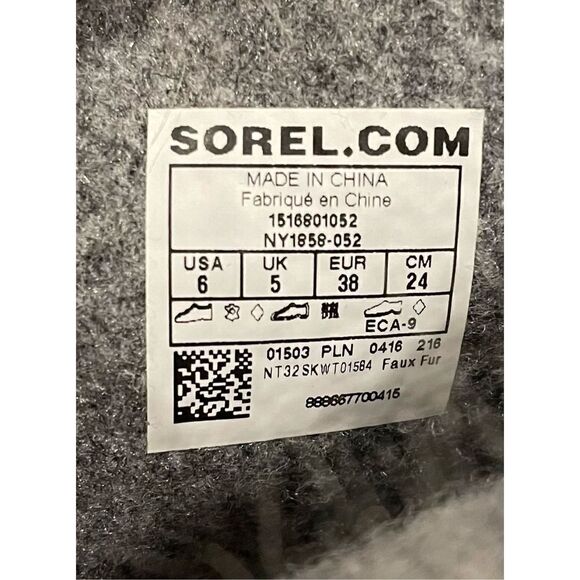 SOREL.COM
MADE IN CHINA
Fabriqué en Chine
1516801052
NY1858-052
USA UK EUR CM
6 5 38 24
ECA-9
01503 PLN 0416 216
NT32SKWT01584 Faux Fur
888667700415